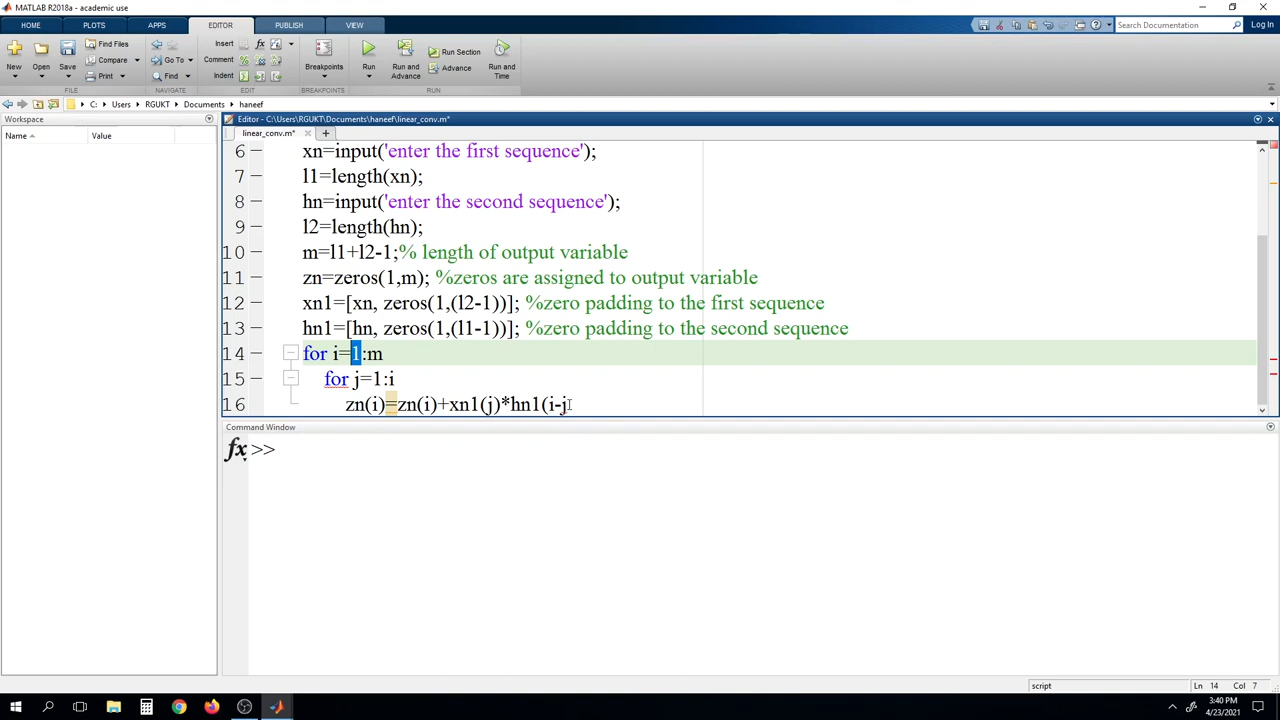 MATLAB R2018a - academic use
HOME PLOTS APPS EDITOR PUBLISH VIEW Search Documentation Log In
New Open Save Find Files Compare Print Go To Find Insert Comment Indent Breakpoints Run Run and Advance Run Section Advance Run and Time
FILE NAVIGATE EDIT BREAKPOINTS RUN
C: Users RGUKT Documents haneef
Workspace
Name Value
Editor - C:\Users\RGUKT\Documents\haneef\linear_conv.m*
linear_conv.m*
6 xn=input('enter the first sequence');
7 l1=length(xn);
8 hn=input('enter the second sequence');
9 l2=length(hn);
10 m=l1+l2-1;% length of output variable
11 zn=zeros(1,m); %zeros are assigned to output variable
12 xn1=[xn, zeros(1,(l2-1))]; %zero padding to the first sequence
13 hn1=[hn, zeros(1,(l1-1))]; %zero padding to the second sequence
14 for i=1:m
15 for j=1:i
16 zn(i)=zn(i)+xn1(j)*hn1(i-j
Command Window
fx >>
script Ln 14 Col 7
3:40 PM
4/23/2021